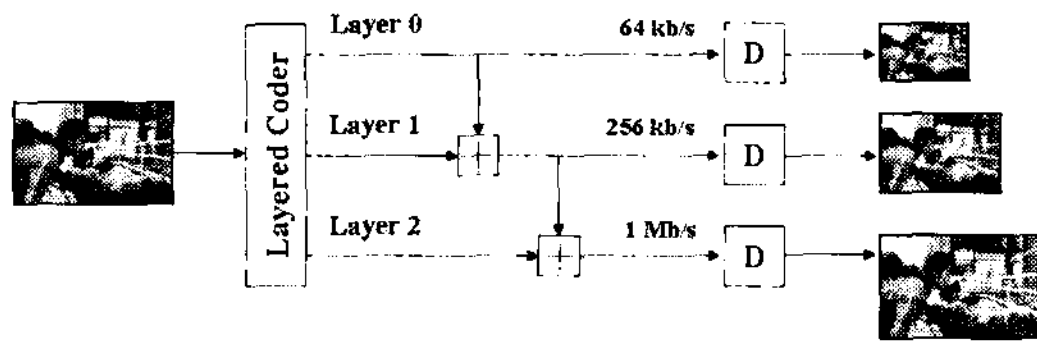 Layer 0
64 kb/s
D
Layered Coder
Layer 1
+
256 kb/s
D
Layer 2
+
1 Mb/s
D